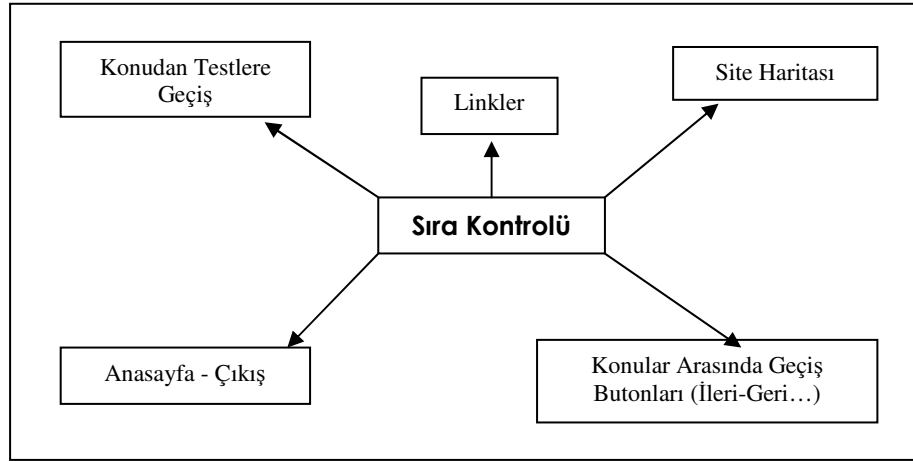 Konudan Testlere
Geçiş
Linkler
Site Haritası
Sıra Kontrolü
Anasayfa - Çıkış
Konular Arasında Geçiş
Butonları (İleri-Geri…)